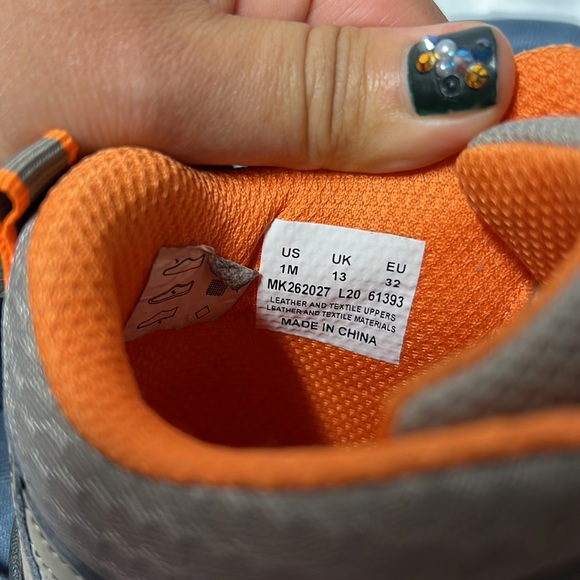 US UK EU
1M 13 32
MK262027 L20 61393
LEATHER AND TEXTILE UPPERS
LEATHER AND TEXTILE MATERIALS
MADE IN CHINA